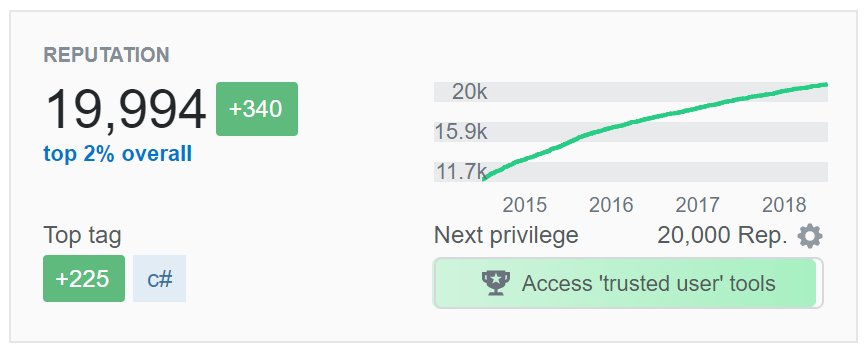 REPUTATION
19,994 +340
top 2% overall
Top tag
+225 c#
20k
15.9k
11.7k
2015 2016 2017 2018
Next privilege 20,000 Rep.
Access 'trusted user' tools